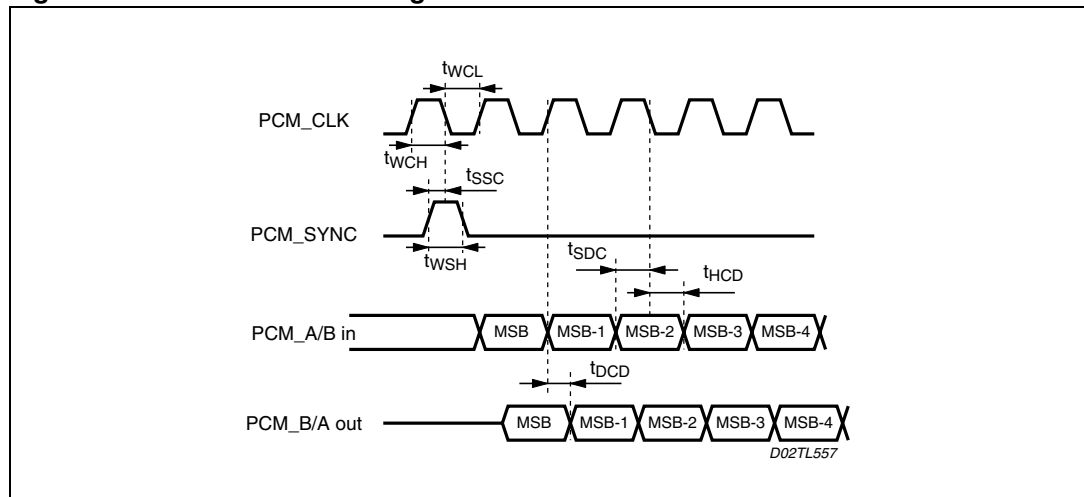 tWCL
PCM_CLK
tWCH
tSSC
PCM_SYNC
tWSH
tSDC
tHCD
PCM_A/B in
MSB MSB-1 MSB-2 MSB-3 MSB-4
tDCD
PCM_B/A out
MSB MSB-1 MSB-2 MSB-3 MSB-4
D02TL557